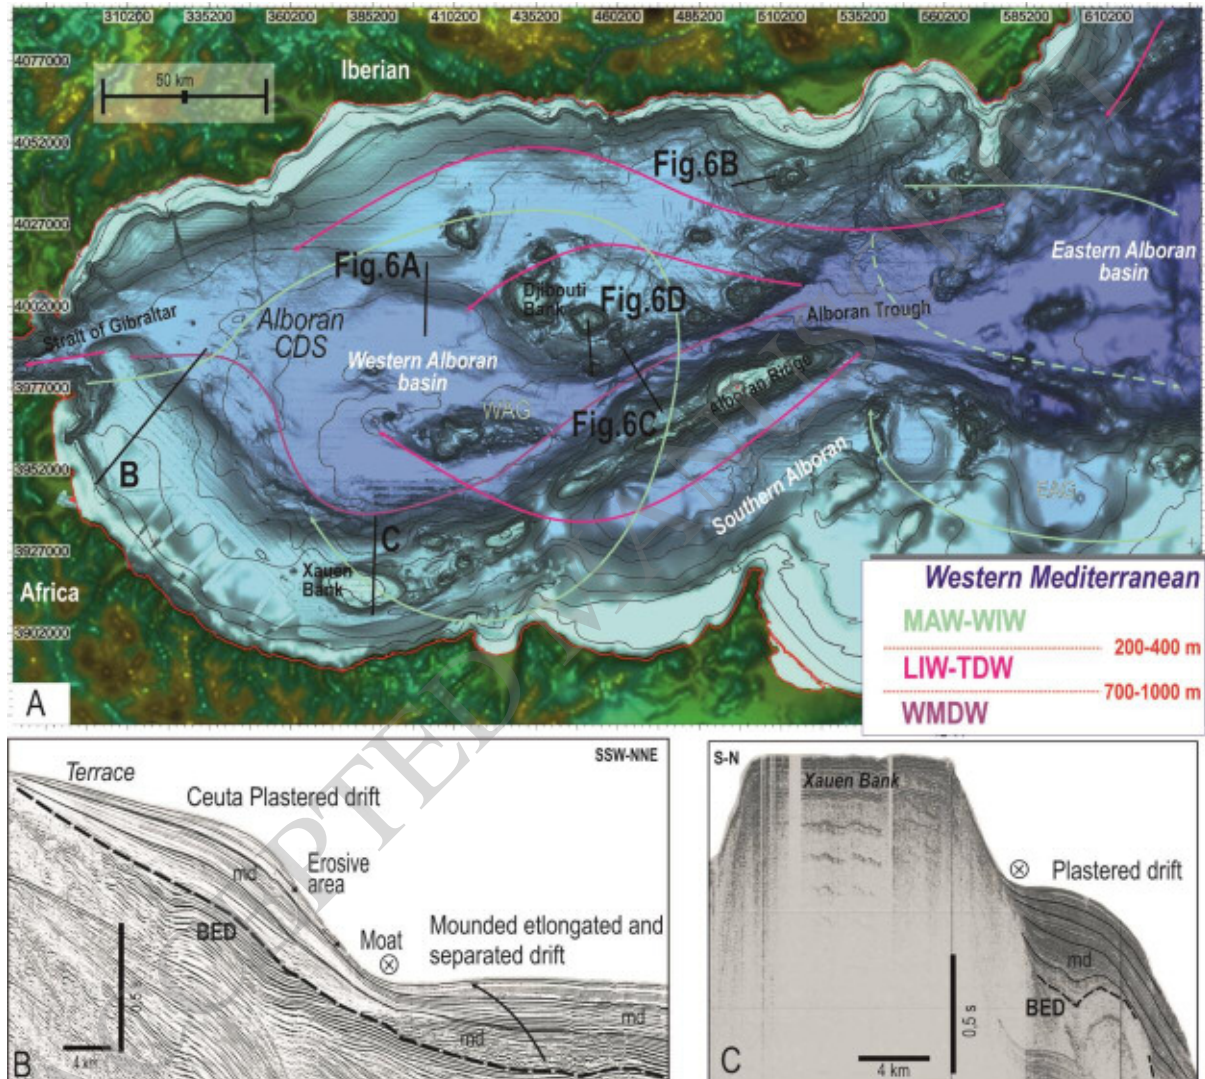 310200 335200 360200 385200 410200 435200 460200 485200 510200 535200 560200 585200 610200
4077000
50 km
Iberian
4052000
Fig.6B
4027000
Eastern Alboran
basin
Fig.6A
Djibouti
Bank
Fig.6D
4002000
Strait of Gibraltar
Alboran
CDS
Alboran Trough
Western Alboran
basin
3977000
Alboran Ridge
WAG
Fig.6C
B
3952000
Southern Alboran
EAG
C
3927000
Xauen
Bank
Africa
3902000
Western Mediterranean
MAW-WIW
200-400 m
LIW-TDW
700-1000 m
WMDW
A
ACCEPTED MANUSCRIPT
SSW-NNE
Terrace
Ceuta Plastered drift
md
Erosive
area
BED
Moat
Mounded etlongated and
separated drift
md
md
0.5 s
4 km
B
S-N
Xauen Bank
Plastered drift
md
BED
0.5 s
4 km
C